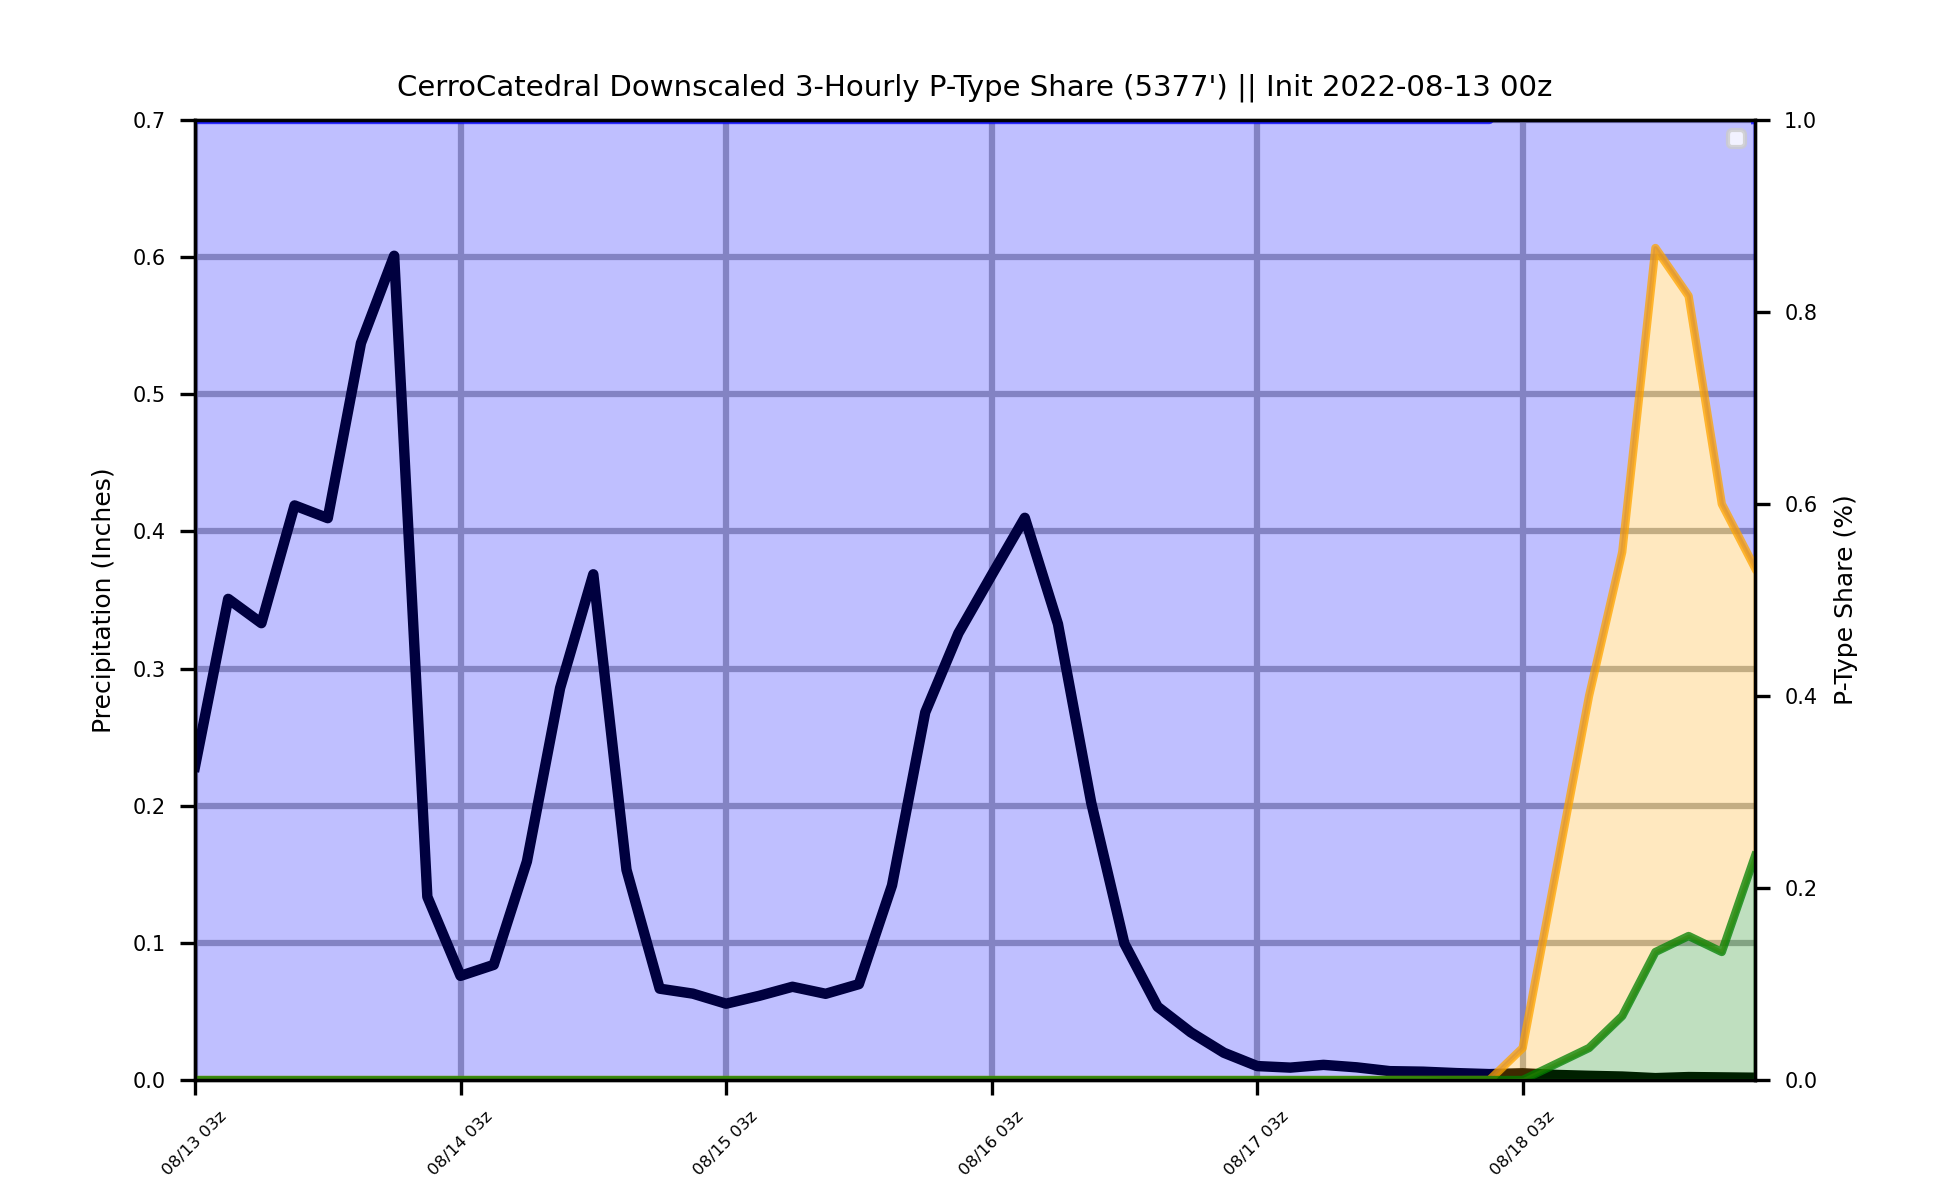 CerroCatedral Downscaled 3-Hourly P-Type Share (5377') || Init 2022-08-13 00z
Precipitation (Inches)
0.7
0.6
0.5
0.4
0.3
0.2
0.1
0.0
1.0
0.8
0.6
0.4
0.2
0.0
P-Type Share (%)
08/13 03z
08/14 03z
08/15 03z
08/16 03z
08/17 03z
08/18 03z